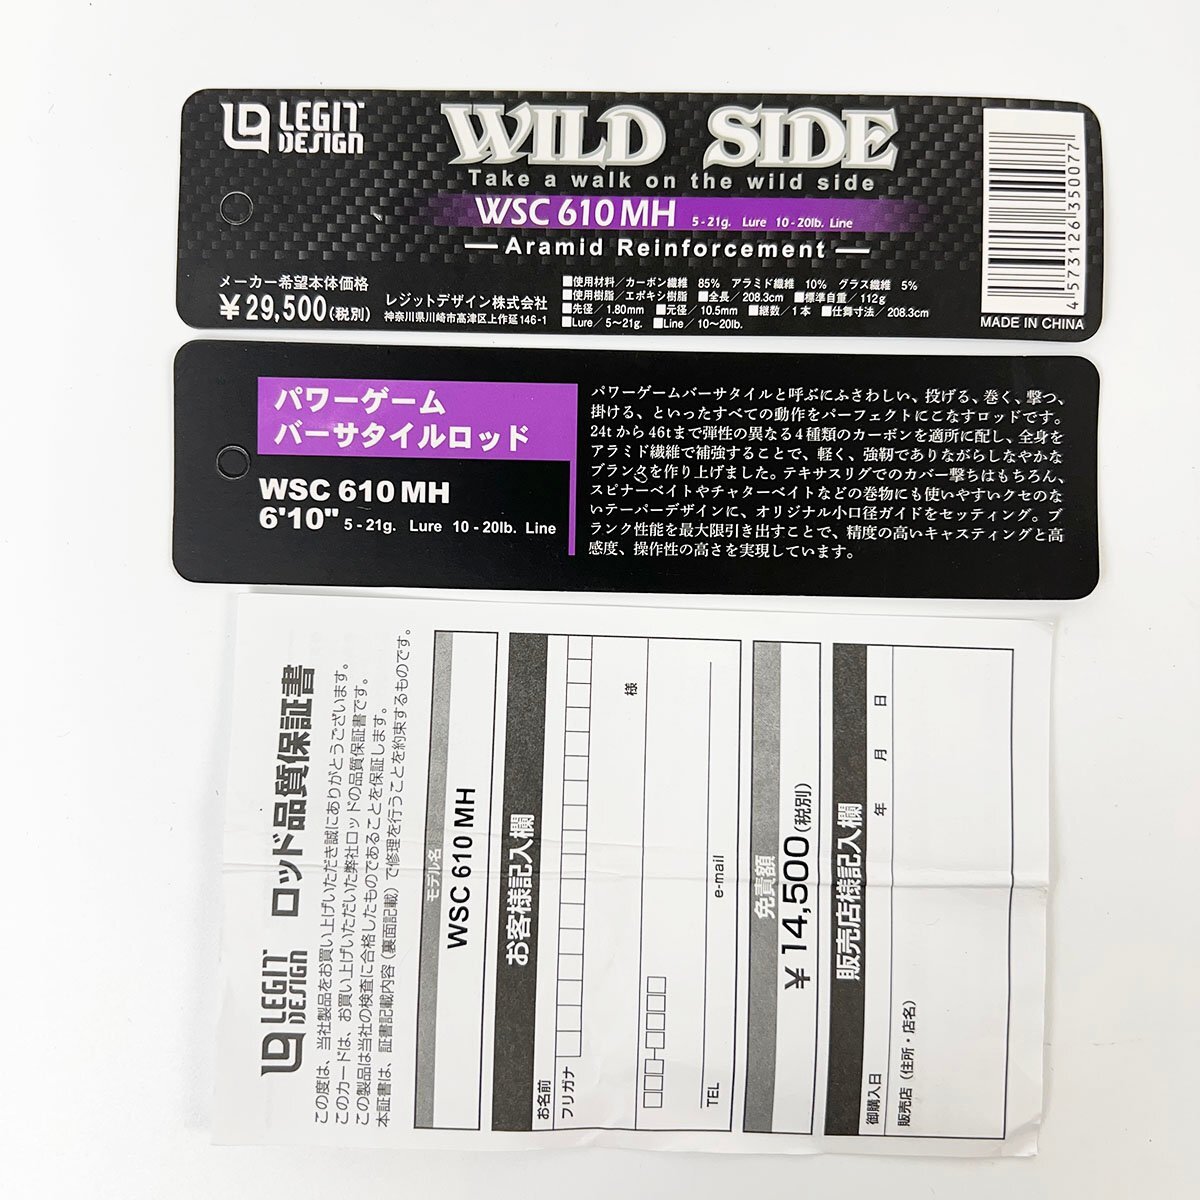 LEGIT
DESIGN
WILD SIDE
Take a walk on the wild side
WSC 610 MH 5-21g. Lure 10-20lb. Line
Aramid Reinforcement
メーカー希望本体価格
¥29,500(税別)
レジットデザイン株式会社
神奈川県川崎市高津区上作延146-1
■使用材料/カーボン繊維 85% アラミド繊維 10% グラス繊維 5%
■使用樹脂/エポキシ樹脂 ■全長/208.3cm ■標準自重/112g
■先径/1.80mm ■元径/10.5mm ■継数/1本 ■仕舞寸法/208.3cm
■Lure/5~21g. ■Line/10~20lb.
4 573126 350077
MADE IN CHINA
パワーゲーム
バーサタイルロッド
WSC 610 MH
6'10" 5-21g. Lure 10-20lb. Line
パワーゲームバーサタイルと呼ぶにふさわしい、投げる、巻く、撃つ、
掛ける、といったすべての動作をパーフェクトにこなすロッドです。
24tから46tまで弾性の異なる4種類のカーボンを適所に配し、全身を
アラミド繊維で補強することで、軽く、強靭でありながらしなやかな
ブランクを作り上げました。テキサスリグでのカバー撃ちはもちろん、
スピナーベイトやチャターベイトなどの巻物にも使いやすいクセのな
いテーパーデザインに、オリジナル小口径ガイドをセッティング。ブ
ランク性能を最大限引き出すことで、精度の高いキャスティングと高
感度、操作性の高さを実現しています。
LEGIT
DESIGN
ロッド品質保証書
この度は、当社製品をお買い上げいただき誠にありがとうございます。
このカードは、お買い上げいただいた弊社ロッドの品質保証書です。
この製品は当社の検査に合格したものであることを保証します。
本証書は、証書記載内容(裏面記載)で修理を行うことを約束するものです。
モデル名
WSC 610 MH
お客様記入欄
お名前
フリガナ
様
TEL
e-mail
免責額
¥14,500(税別)
販売店様記入欄
御購入日
年 月 日
販売店(住所・店名)